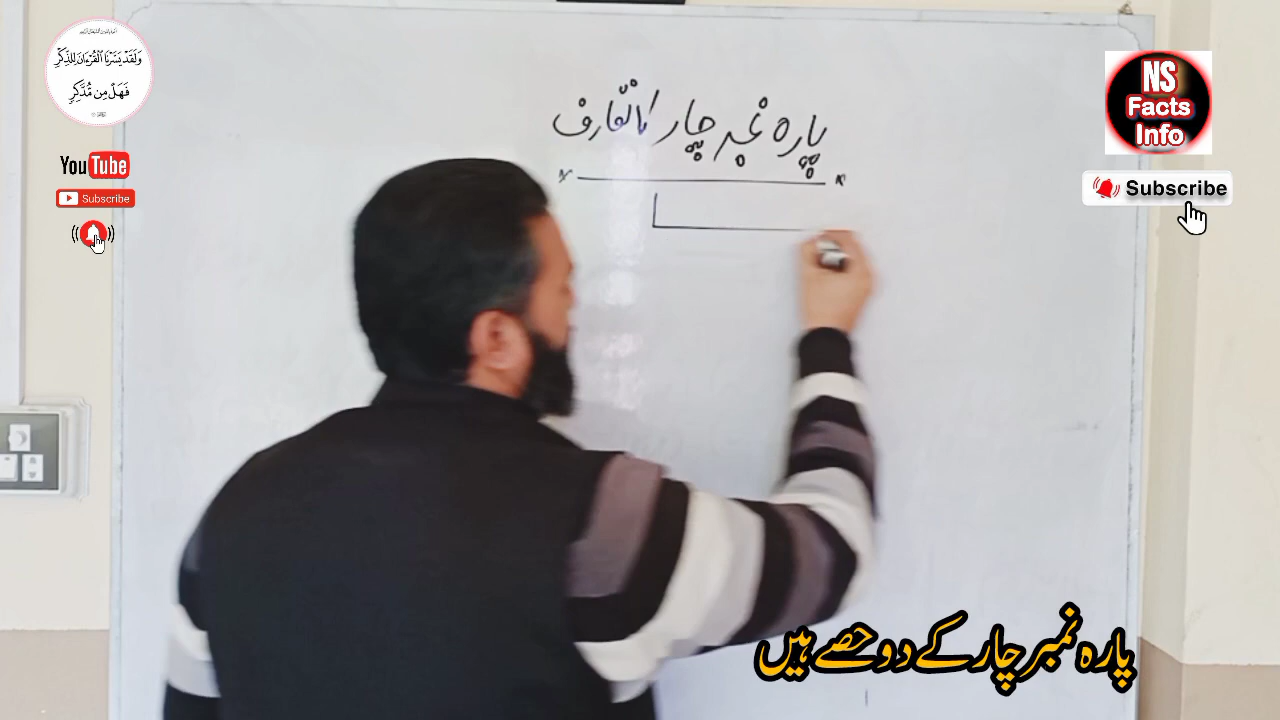 وَلَقَدْ يَسَّرْنَا الْقُرْءَانَ لِلذِّكْرِ
فَهَلْ مِن مُّدَّكِرٍ
YouTube
Subscribe
پارہ نمبر چار کا تعارف
NS
Facts
Info
Subscribe
پارہ نمبر چار کے دو حصے ہیں